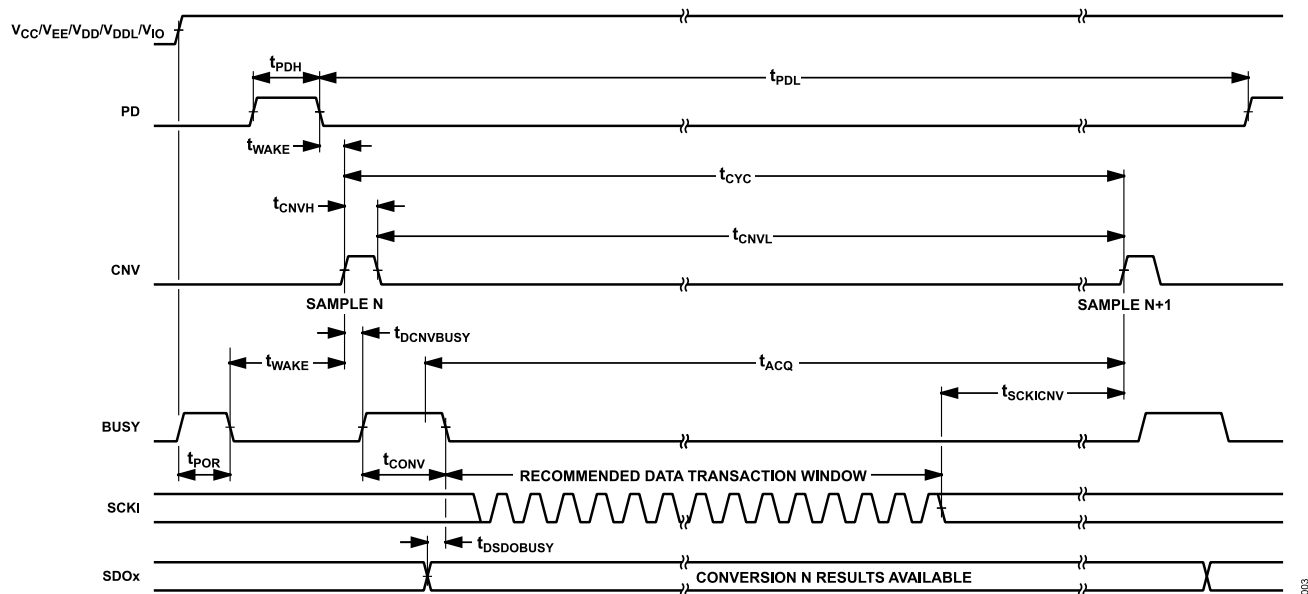 VCC/VEE/VDD/VDDL/VIO
tPDH
tPDL
PD
tWAKE
tCYC
tCNVH
tCNVL
CNV
SAMPLE N
SAMPLE N+1
tDCNVBUSY
tWAKE
tACQ
tSCKICNV
BUSY
tPOR
tCONV
RECOMMENDED DATA TRANSACTION WINDOW
SCKI
tDSDOBUSY
SDOx
CONVERSION N RESULTS AVAILABLE
003